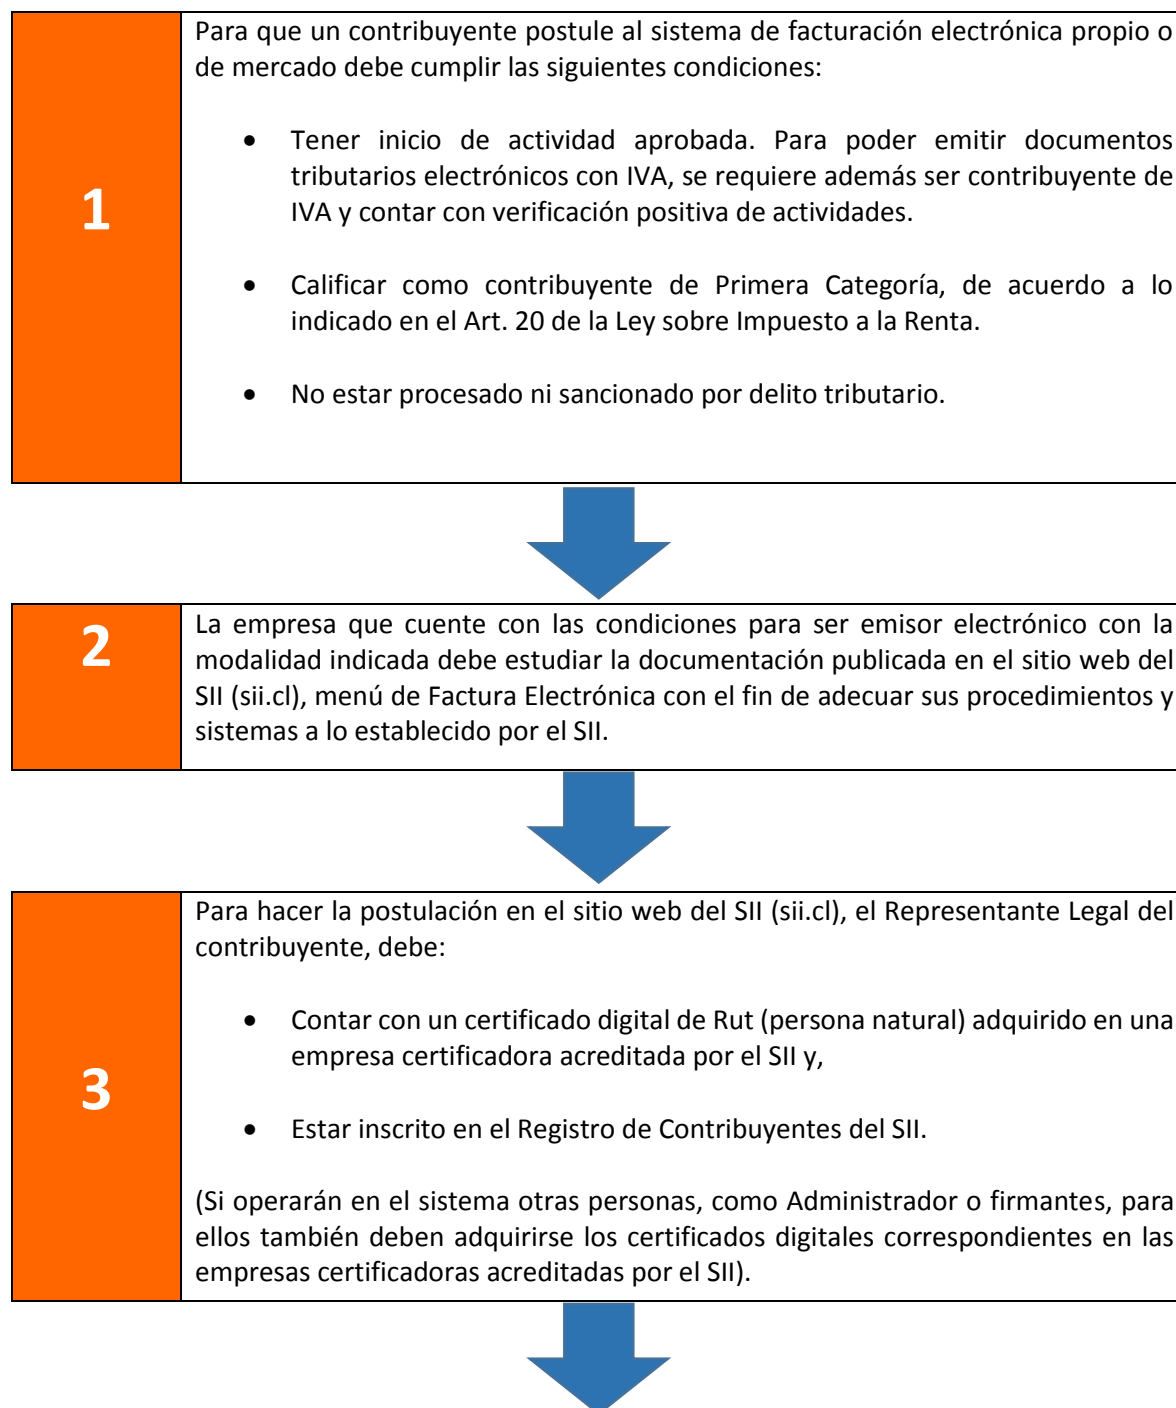 1
Para que un contribuyente postule al sistema de facturación electrónica propio o
de mercado debe cumplir las siguientes condiciones:
• Tener inicio de actividad aprobada. Para poder emitir documentos
tributarios electrónicos con IVA, se requiere además ser contribuyente de
IVA y contar con verificación positiva de actividades.
• Calificar como contribuyente de Primera Categoría, de acuerdo a lo
indicado en el Art. 20 de la Ley sobre Impuesto a la Renta.
• No estar procesado ni sancionado por delito tributario.
2
La empresa que cuente con las condiciones para ser emisor electrónico con la
modalidad indicada debe estudiar la documentación publicada en el sitio web del
SII (sii.cl), menú de Factura Electrónica con el fin de adecuar sus procedimientos y
sistemas a lo establecido por el SII.
3
Para hacer la postulación en el sitio web del SII (sii.cl), el Representante Legal del
contribuyente, debe:
• Contar con un certificado digital de Rut (persona natural) adquirido en una
empresa certificadora acreditada por el SII y,
• Estar inscrito en el Registro de Contribuyentes del SII.
(Si operarán en el sistema otras personas, como Administrador o firmantes, para
ellos también deben adquirirse los certificados digitales correspondientes en las
empresas certificadoras acreditadas por el SII).